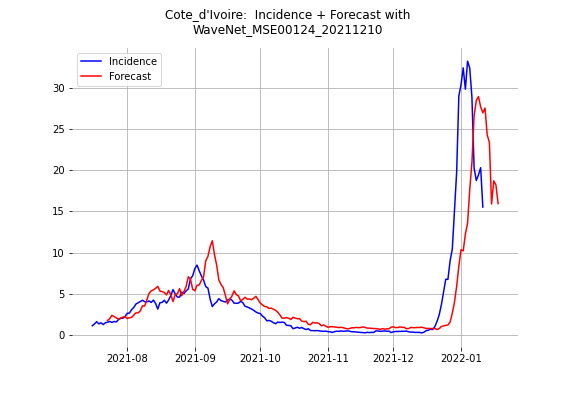 Cote_d'Ivoire:  Incidence + Forecast with
WaveNet_MSE00124_20211210
Incidence
Forecast
30
25
20
15
10
5
0
2021-08 2021-09 2021-10 2021-11 2021-12 2022-01